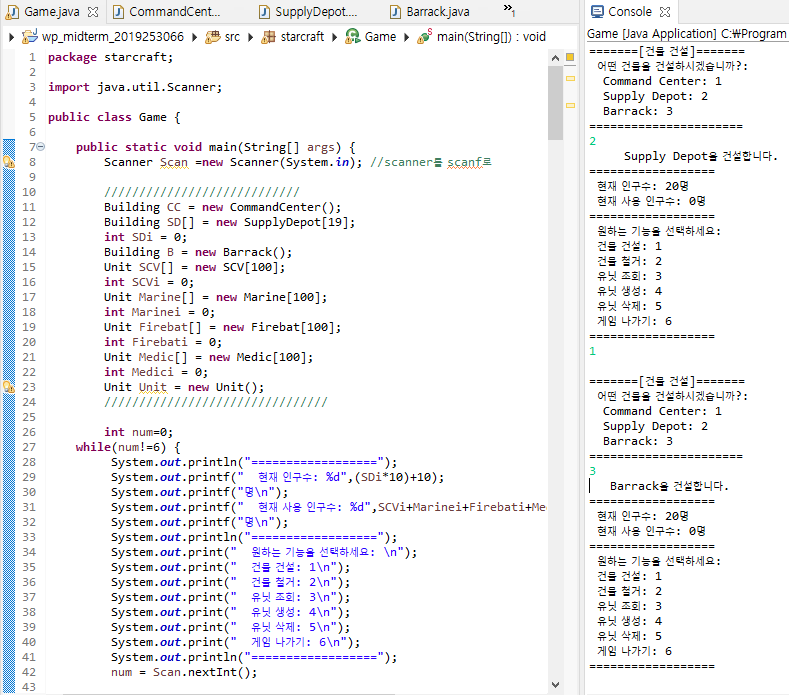 Game.java
CommandCent...
SupplyDepot....
Barrack.java
»1
wp_midterm_2019253066 src starcraft Game main(String[]) : void
1 package starcraft;
2
3 import java.util.Scanner;
4
5 public class Game {
6
7 public static void main(String[] args) {
8 Scanner Scan =new Scanner(System.in); //scanner를 scanf로
9
10 ////////////////////////////
11 Building CC = new CommandCenter();
12 Building SD[] = new SupplyDepot[19];
13 int SDi = 0;
14 Building B = new Barrack();
15 Unit SCV[] = new SCV[100];
16 int SCVi = 0;
17 Unit Marine[] = new Marine[100];
18 int Marinei = 0;
19 Unit Firebat[] = new Firebat[100];
20 int Firebati = 0;
21 Unit Medic[] = new Medic[100];
22 int Medici = 0;
23 Unit Unit = new Unit();
24 ////////////////////////////////
25
26 int num=0;
27 while(num!=6) {
28 System.out.println("==================");
29 System.out.printf("  현재 인구수: %d",(SDi*10)+10);
30 System.out.printf("명\n");
31 System.out.printf("  현재 사용 인구수: %d",SCVi+Marinei+Firebati+Me
32 System.out.printf("명\n");
33 System.out.println("==================");
34 System.out.print("  원하는 기능을 선택하세요: \n");
35 System.out.print("  건물 건설: 1\n");
36 System.out.print("  건물 철거: 2\n");
37 System.out.print("  유닛 조회: 3\n");
38 System.out.print("  유닛 생성: 4\n");
39 System.out.print("  유닛 삭제: 5\n");
40 System.out.print("  게임 나가기: 6\n");
41 System.out.println("==================");
42 num = Scan.nextInt();
43
Console
Game [Java Application] C:₩Program
=======[건물 건설]=======
어떤 건물을 건설하시겠습니까?:
Command Center: 1
Supply Depot: 2
Barrack: 3
======================
2
Supply Depot을 건설합니다.
==================
현재 인구수: 20명
현재 사용 인구수: 0명
==================
원하는 기능을 선택하세요:
건물 건설: 1
건물 철거: 2
유닛 조회: 3
유닛 생성: 4
유닛 삭제: 5
게임 나가기: 6
==================
1
=======[건물 건설]=======
어떤 건물을 건설하시겠습니까?:
Command Center: 1
Supply Depot: 2
Barrack: 3
======================
3
Barrack을 건설합니다.
==================
현재 인구수: 20명
현재 사용 인구수: 0명
==================
원하는 기능을 선택하세요:
건물 건설: 1
건물 철거: 2
유닛 조회: 3
유닛 생성: 4
유닛 삭제: 5
게임 나가기: 6
==================